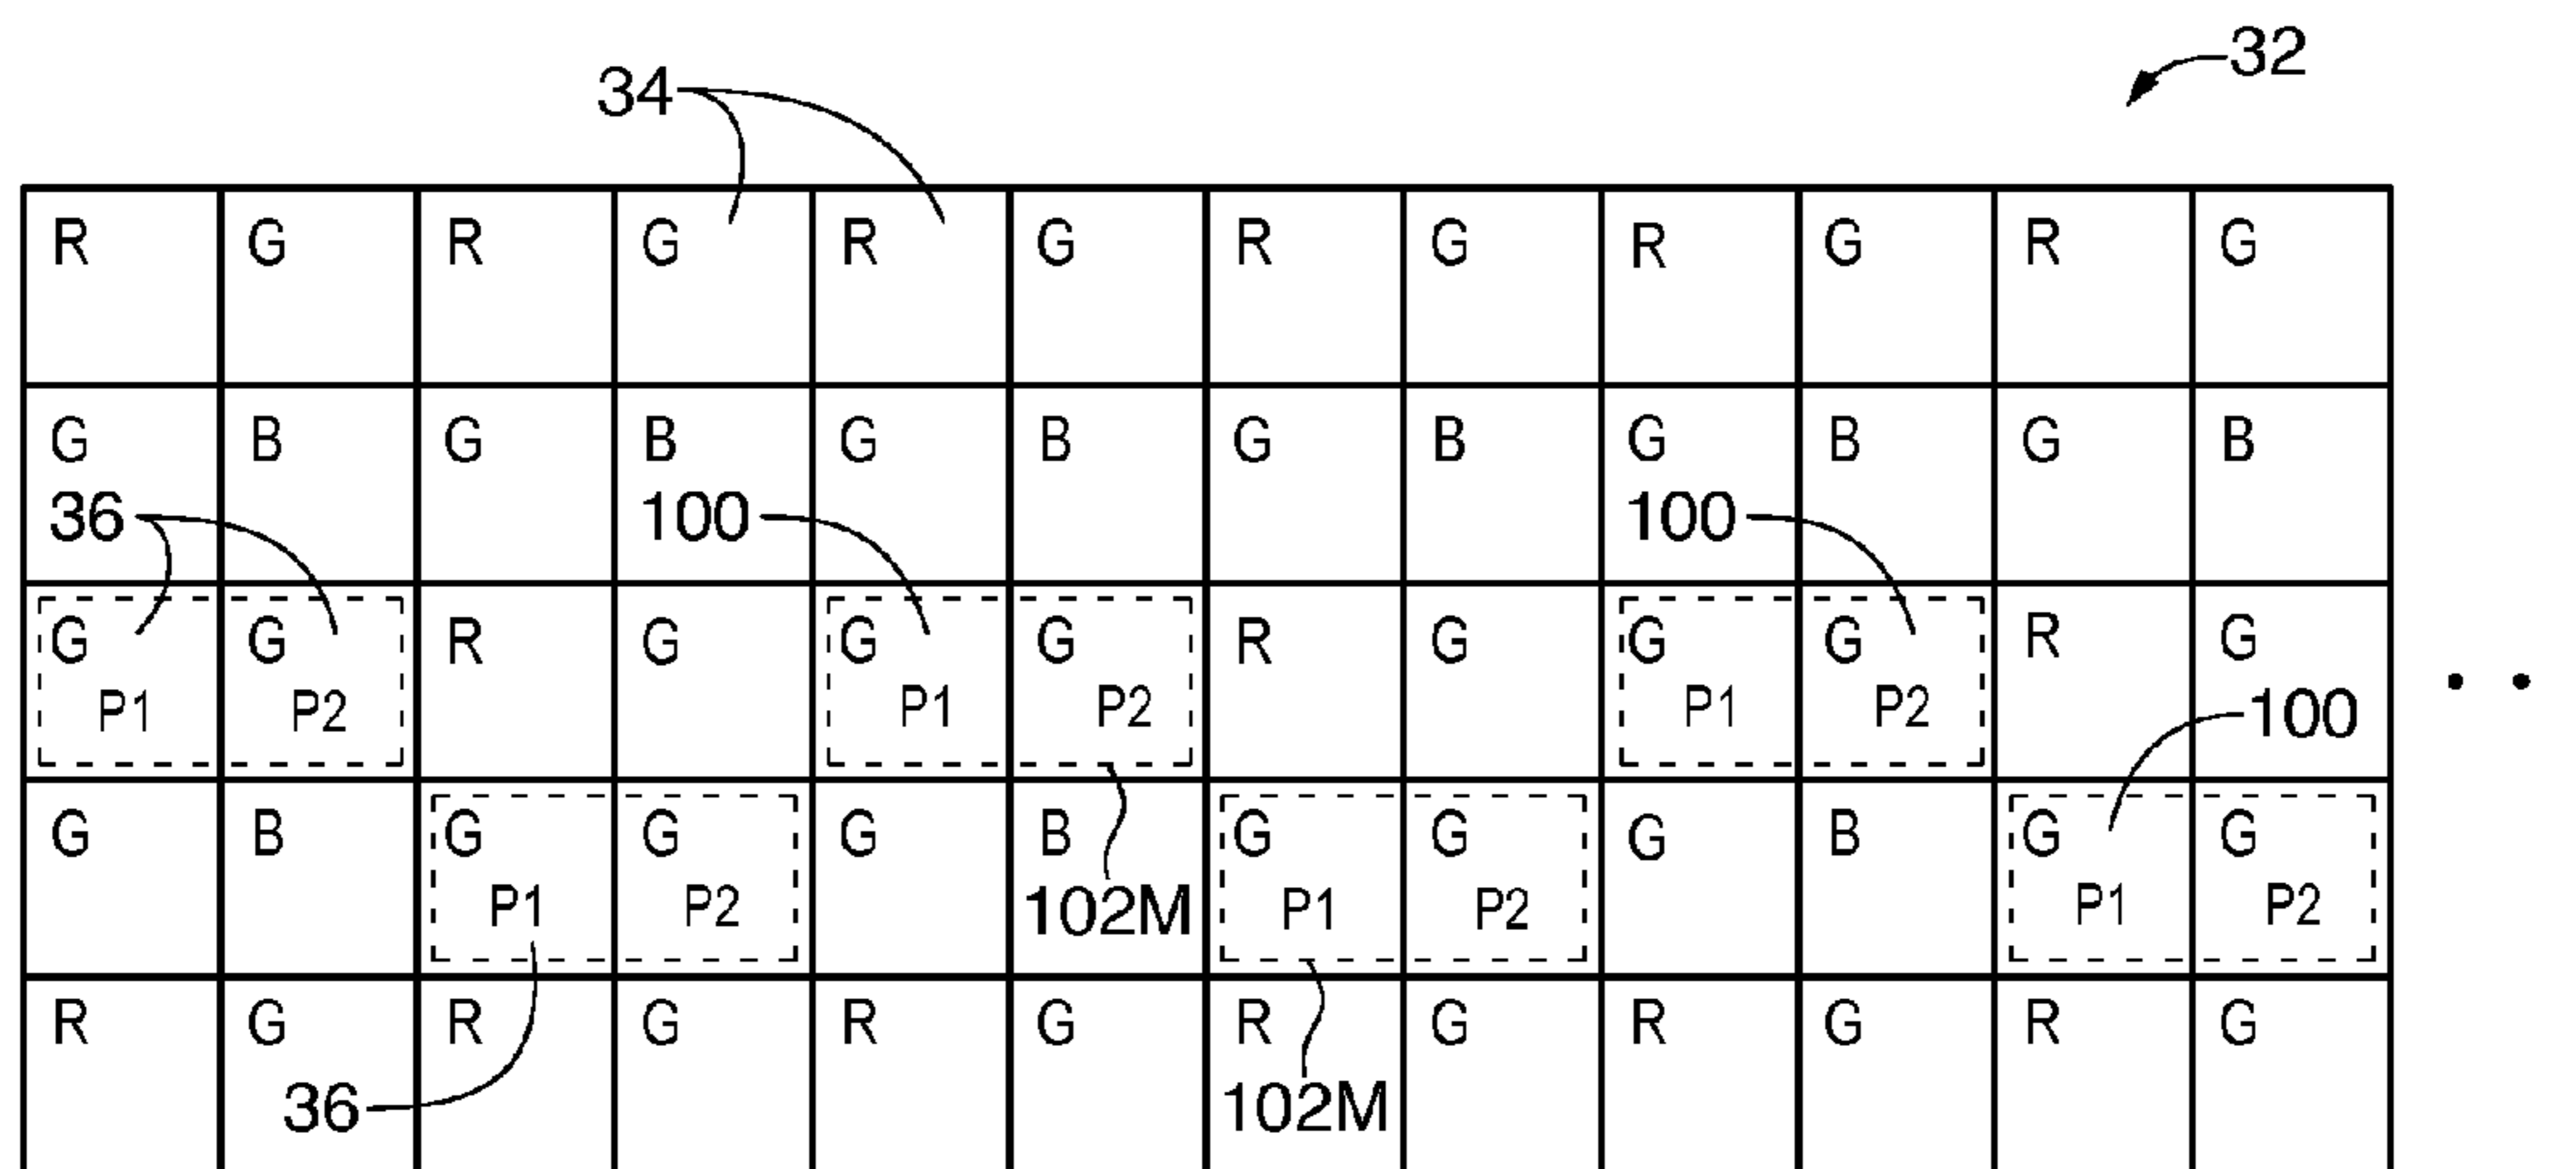 32
34
R G R G R G R G R G R G
G B G B G B G B G B G B
36 100 100
G G R G G G R G G G R G
P1 P2 P1 P2 P1 P2 100
G B G G G B G G G B G G
P1 P2 102M P1 P2 P1 P2
R G R G R G R G R G R G
36 102M